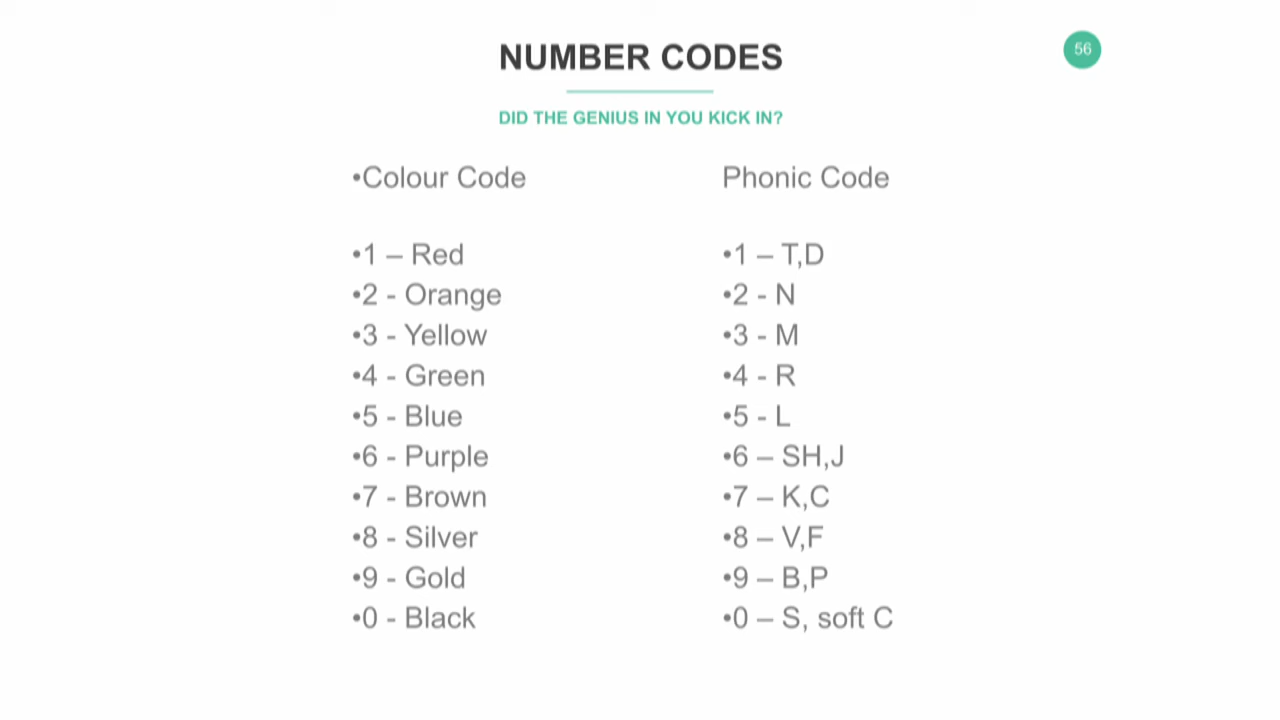 NUMBER CODES
56
DID THE GENIUS IN YOU KICK IN?
•Colour Code
•1 – Red
•2 - Orange
•3 - Yellow
•4 - Green
•5 - Blue
•6 - Purple
•7 - Brown
•8 - Silver
•9 - Gold
•0 - Black
Phonic Code
•1 – T,D
•2 - N
•3 - M
•4 - R
•5 - L
•6 – SH,J
•7 – K,C
•8 – V,F
•9 – B,P
•0 – S, soft C